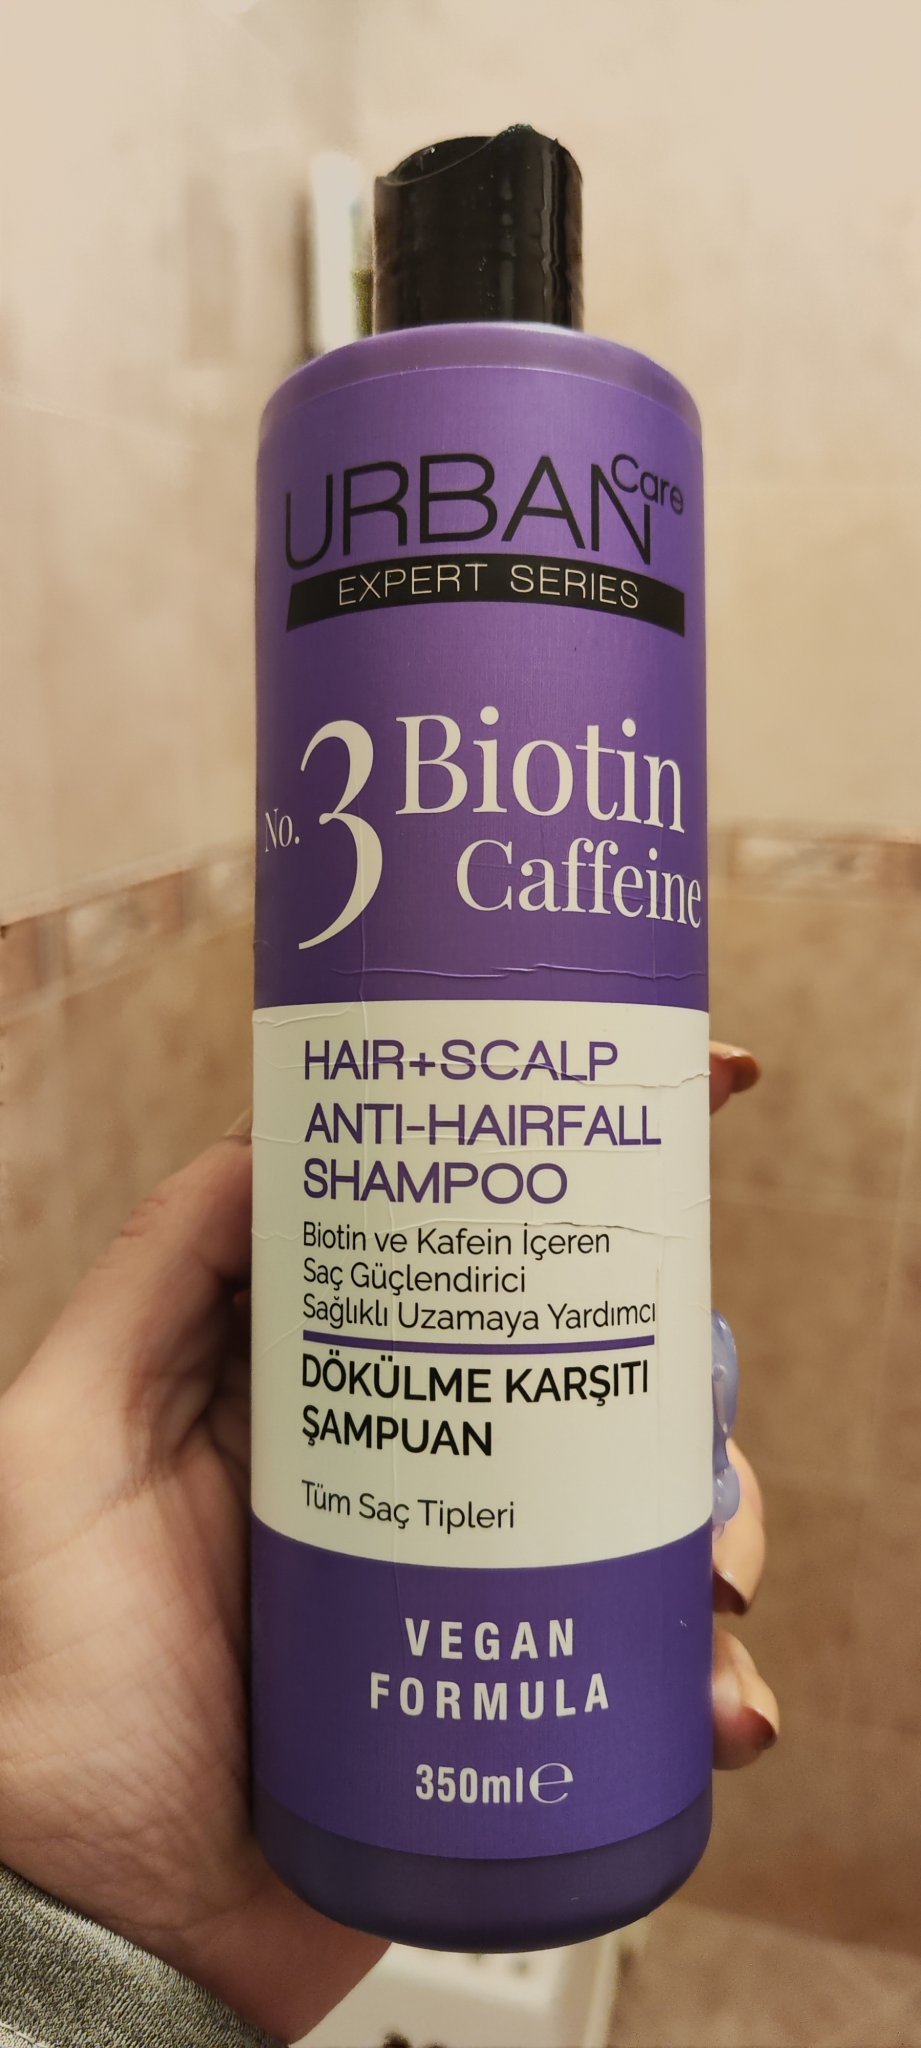 URBAN Care
EXPERT SERIES
No. 3 Biotin
Caffeine
HAIR+SCALP
ANTI-HAIRFALL
SHAMPOO
Biotin ve Kafein İçeren
Saç Güçlendirici
Sağlıklı Uzamaya Yardımcı
DÖKÜLME KARŞITI
ŞAMPUAN
Tüm Saç Tipleri
VEGAN
FORMULA
350ml℮